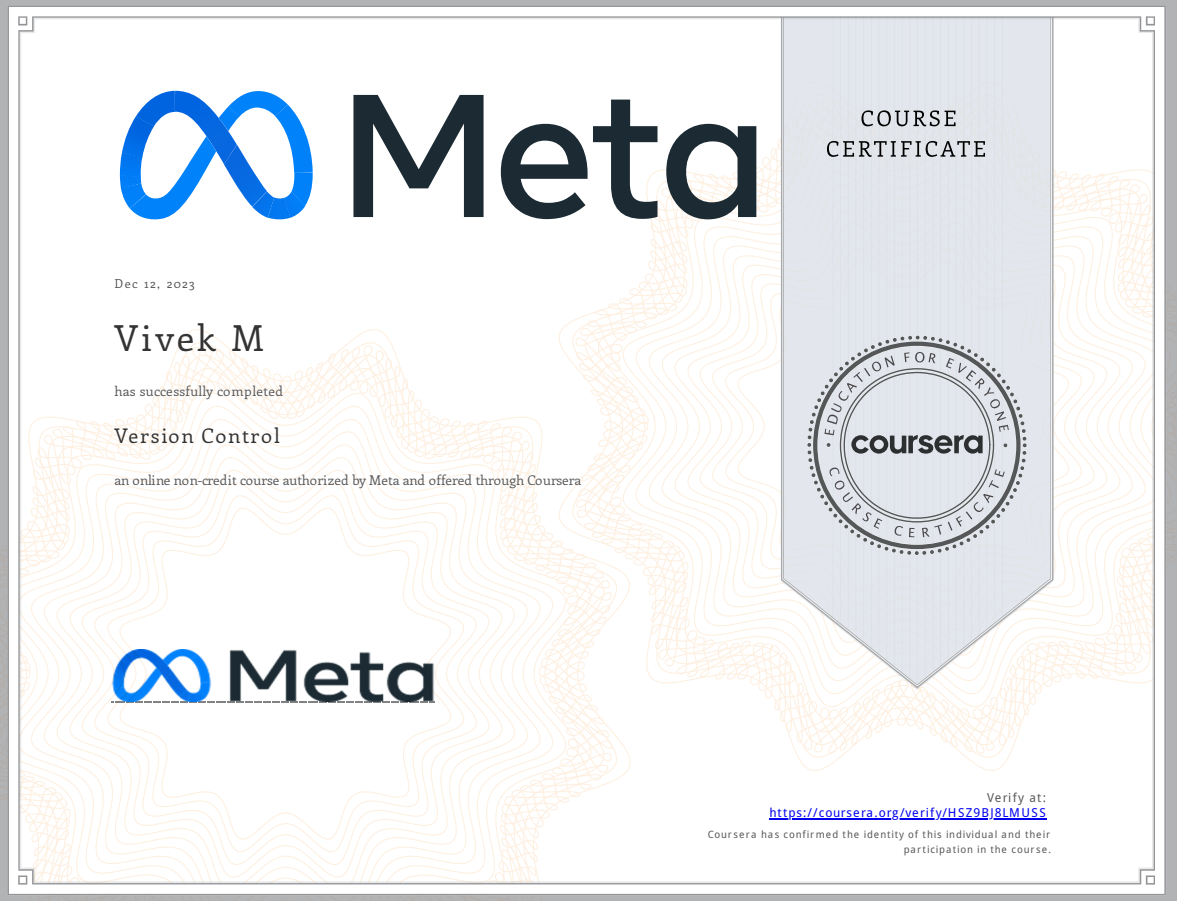 Meta
COURSE
CERTIFICATE
Dec 12, 2023
Vivek M
has successfully completed
Version Control
an online non-credit course authorized by Meta and offered through Coursera
EDUCATION FOR EVERYONE
coursera
COURSE CERTIFICATE
Meta
Verify at:
https://coursera.org/verify/HSZ9BJ8LMUSS
Coursera has confirmed the identity of this individual and their
participation in the course.